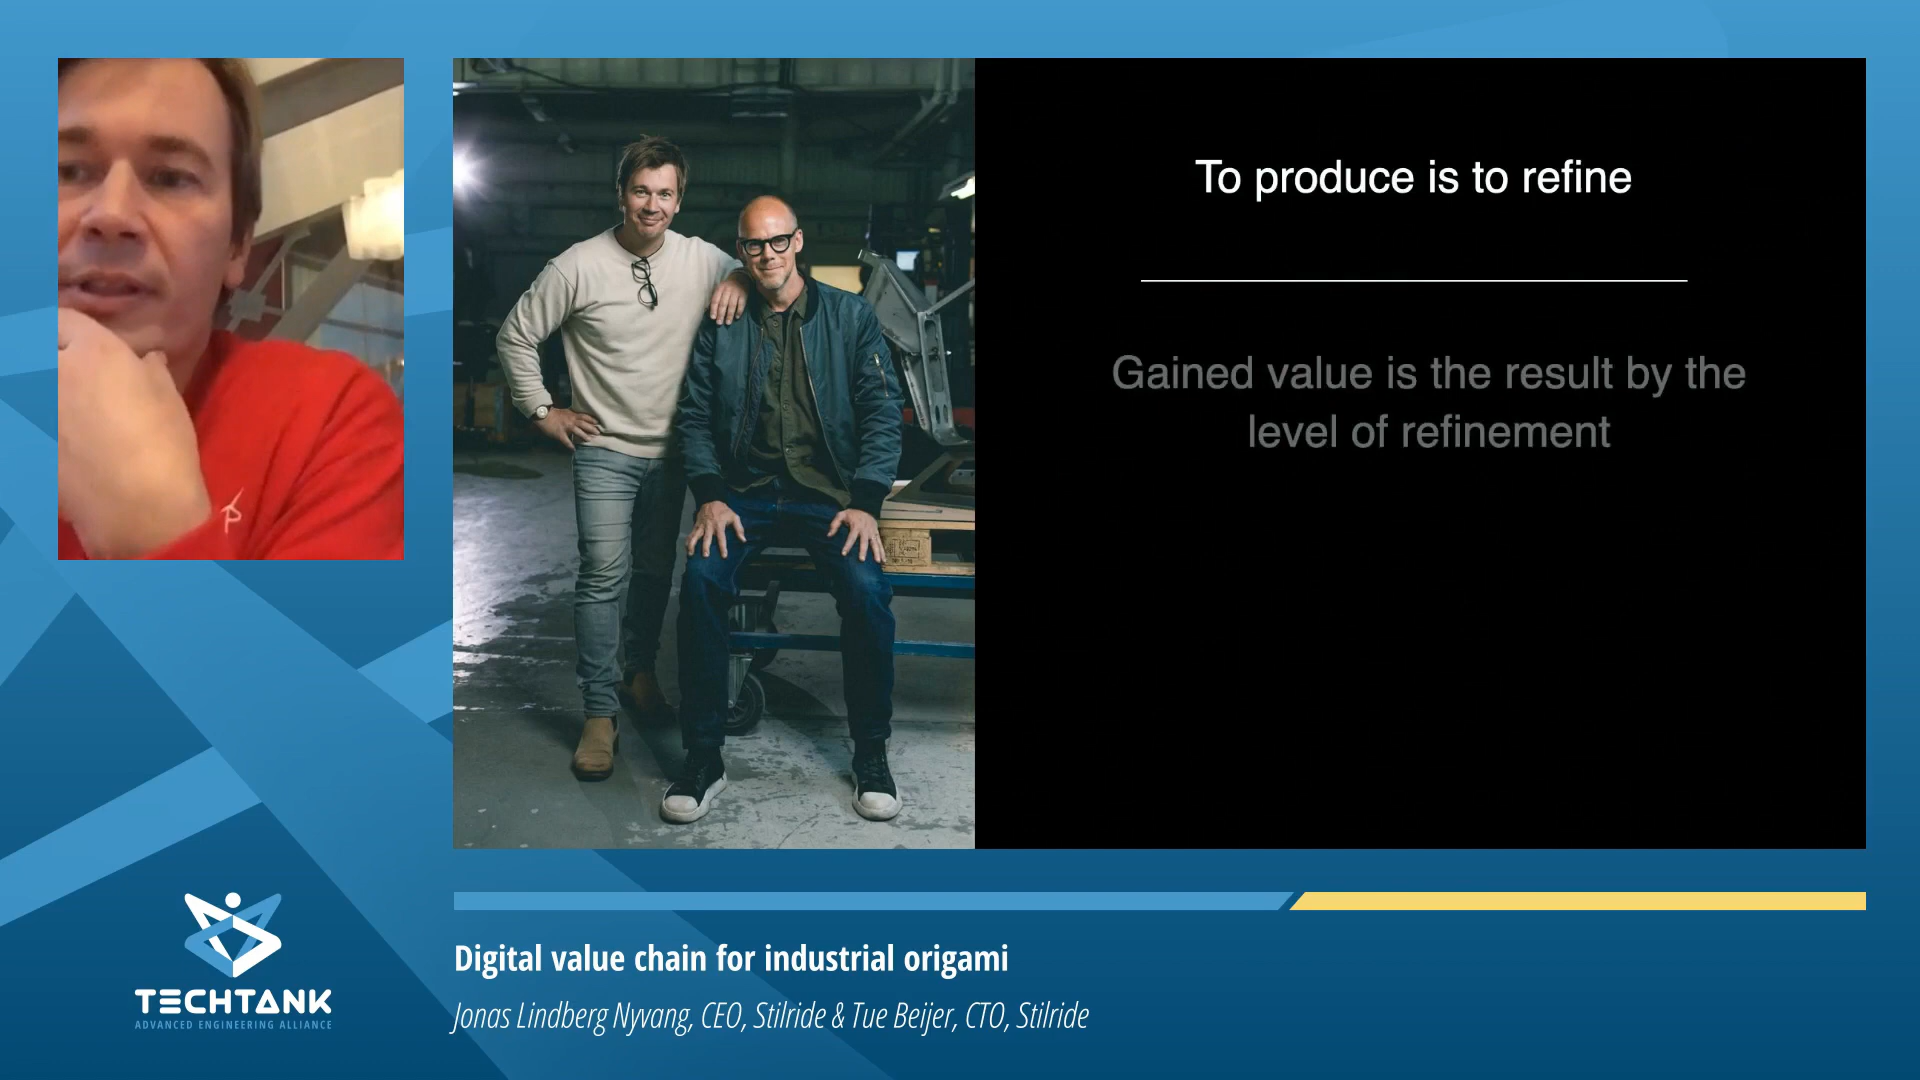 To produce is to refine
Gained value is the result by the
level of refinement
TECHTANK
ADVANCED ENGINEERING ALLIANCE
Digital value chain for industrial origami
Jonas Lindberg Nyvang, CEO, Stilride & Tue Beijer, CTO, Stilride